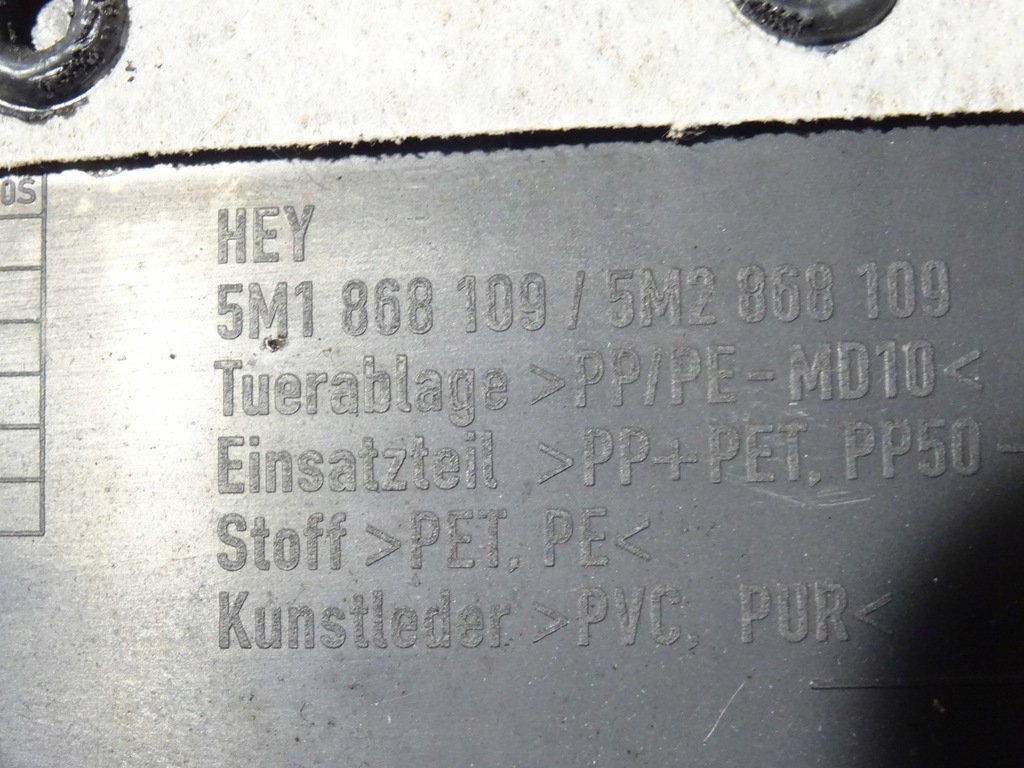 OS
HEY
5M1 868 109 / 5M2 868 109
Tuerablage >PP/PE-MD10<
Einsatzteil >PP+PET, PP50-
Stoff >PET, PE<
Kunstleder >PVC, PUR<